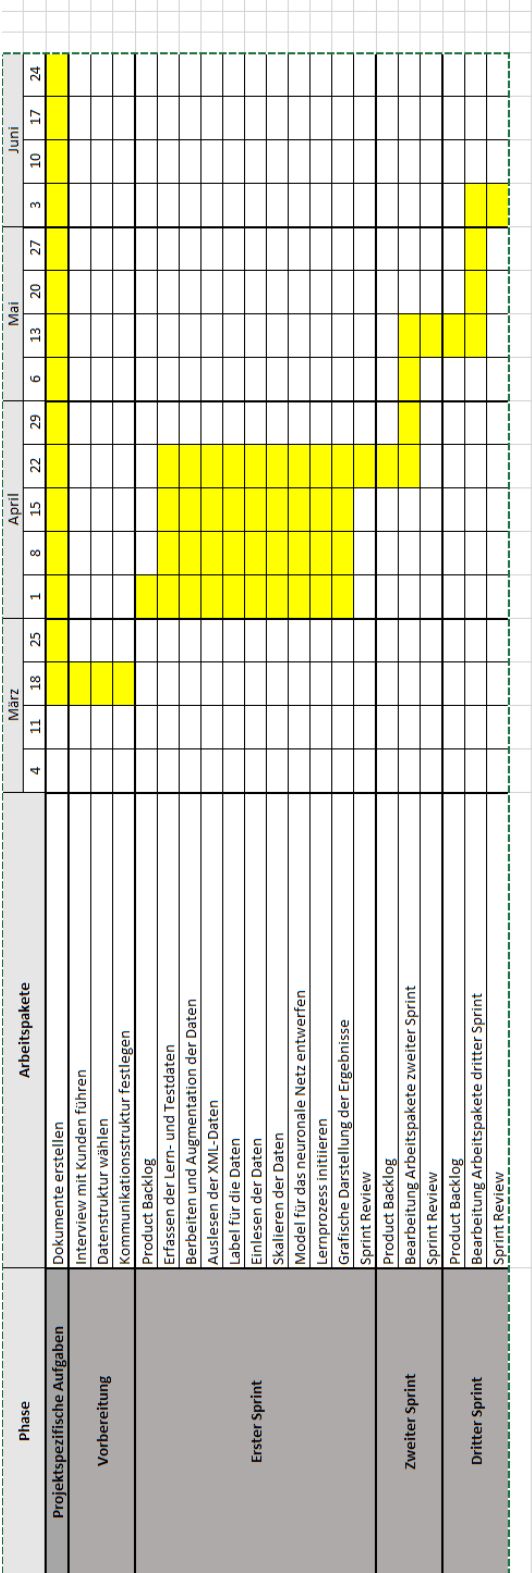 Phase Arbeitspakete März April Mai Juni
4 11 18 25 1 8 15 22 29 6 13 20 27 3 10 17 24
Projektspezifische Aufgaben Dokumente erstellen
Vorbereitung Interview mit Kunden führen
Datenstruktur wählen
Kommunikationsstruktur festlegen
Erster Sprint Product Backlog
Erfassen der Lern- und Testdaten
Berbeiten und Augmentation der Daten
Auslesen der XML-Daten
Label für die Daten
Einlesen der Daten
Skalieren der Daten
Model für das neuronale Netz entwerfen
Lernprozess initiieren
Grafische Darstellung der Ergebnisse
Sprint Review
Zweiter Sprint Product Backlog
Bearbeitung Arbeitspakete zweiter Sprint
Sprint Review
Dritter Sprint Product Backlog
Bearbeitung Arbeitspakete dritter Sprint
Sprint Review